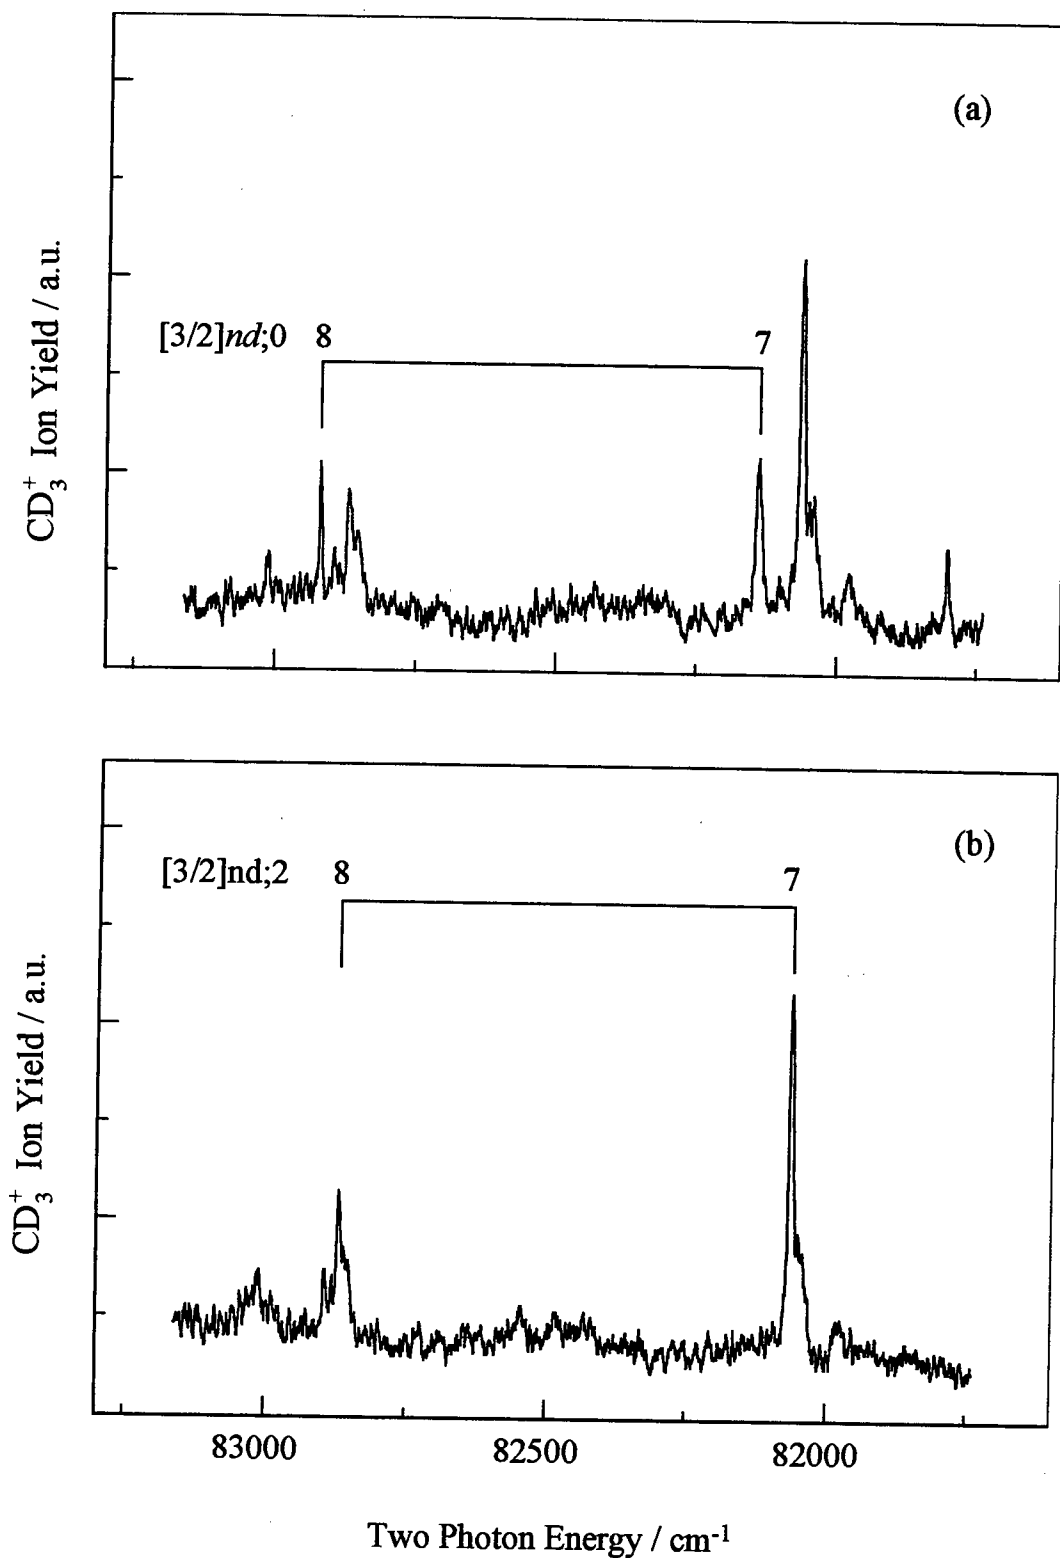 (a)
[3/2]nd;0 8 7
CD3+ Ion Yield / a.u.
(b)
[3/2]nd;2 8 7
CD3+ Ion Yield / a.u.
83000 82500 82000
Two Photon Energy / cm-1